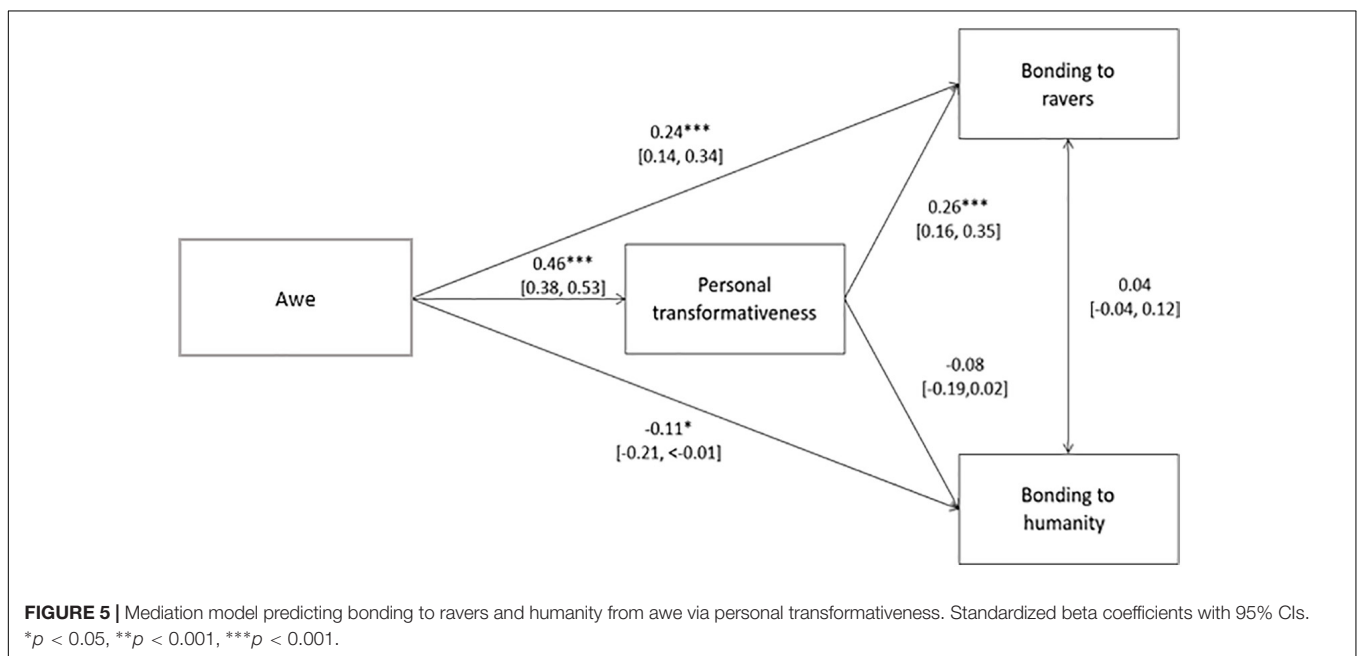 Bonding to
ravers
0.24***
[0.14, 0.34]
0.26***
[0.16, 0.35]
0.46***
[0.38, 0.53]
Awe
Personal
transformativeness
0.04
[-0.04, 0.12]
-0.08
[-0.19,0.02]
-0.11*
[-0.21, <-0.01]
Bonding to
humanity
FIGURE 5 | Mediation model predicting bonding to ravers and humanity from awe via personal transformativeness. Standardized beta coefficients with 95% CIs.
*p < 0.05, **p < 0.001, ***p < 0.001.